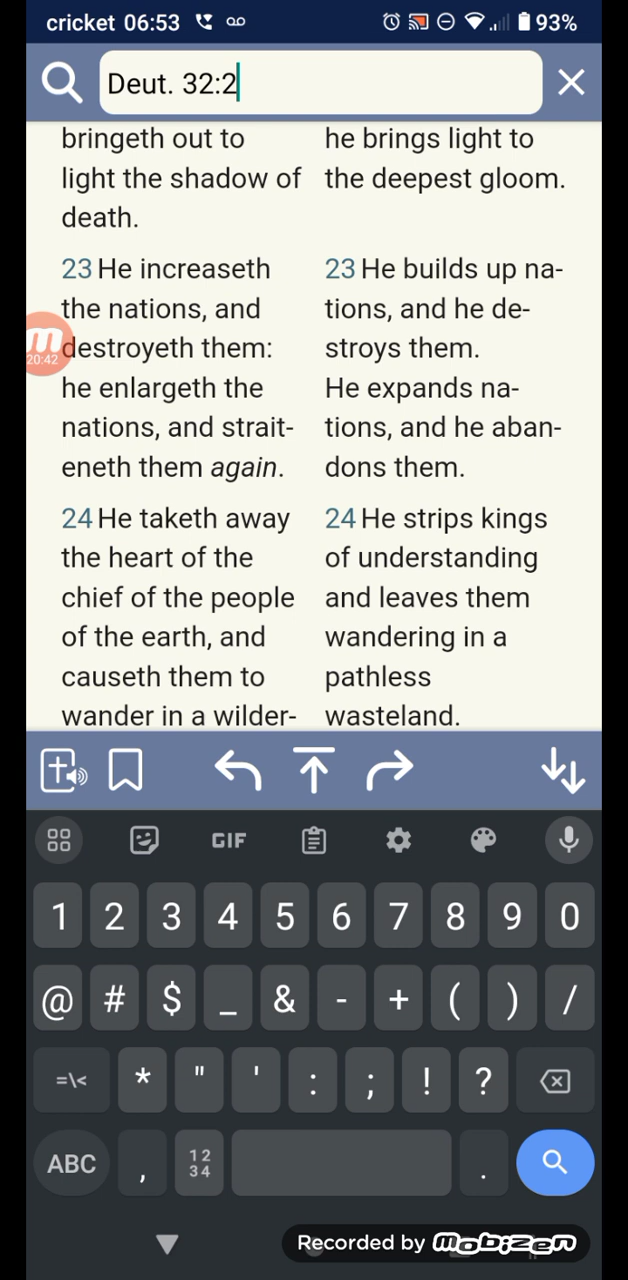 cricket 06:53 93%
Deut. 32:2
bringeth out to
light the shadow of
death.
23 He increaseth
the nations, and
destroyeth them:
he enlargeth the
nations, and strait-
eneth them again.
24 He taketh away
the heart of the
chief of the people
of the earth, and
causeth them to
wander in a wilder-
he brings light to
the deepest gloom.
23 He builds up na-
tions, and he de-
stroys them.
He expands na-
tions, and he aban-
dons them.
24 He strips kings
of understanding
and leaves them
wandering in a
pathless
wasteland.
m
20:42
GIF
1 2 3 4 5 6 7 8 9 0
@ # $ _ & - + ( ) /
=\< * " ' : ; ! ?
ABC , 12 .
34
Recorded by mobizen